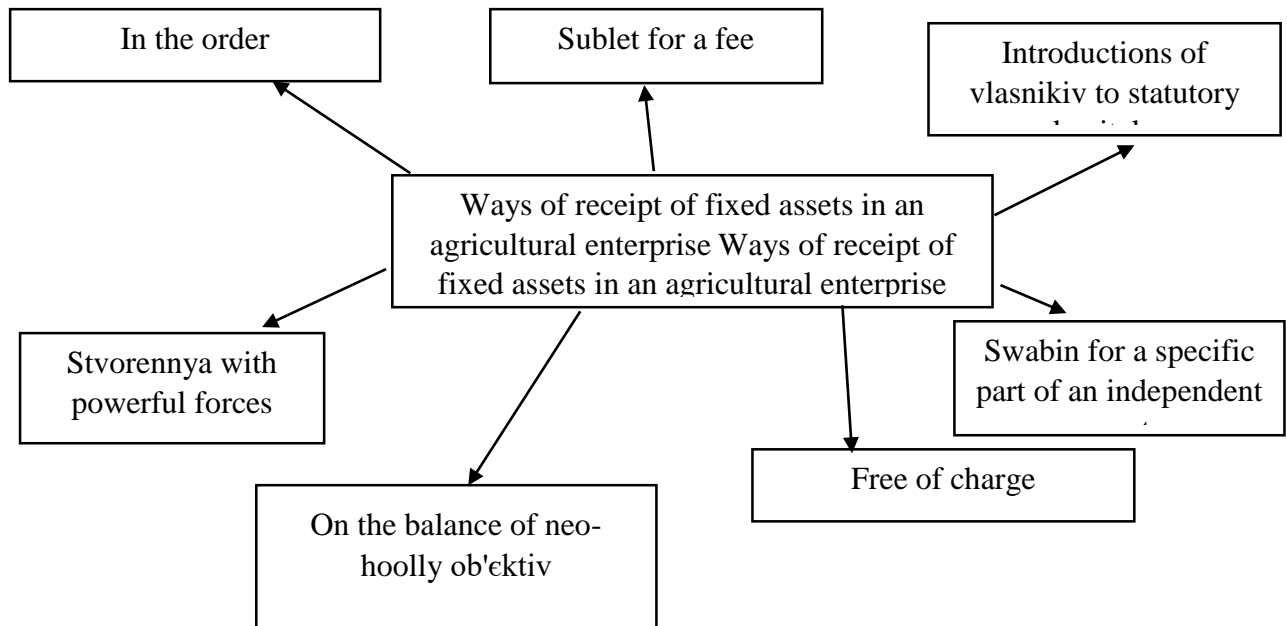 In the order
Sublet for a fee
Introductions of
vlasnikiv to statutory
Ways of receipt of fixed assets in an
agricultural enterprise Ways of receipt of
fixed assets in an agricultural enterprise
Stvorennya with
powerful forces
Swabin for a specific
part of an independent
Free of charge
On the balance of neo-
hoolly ob'єktiv